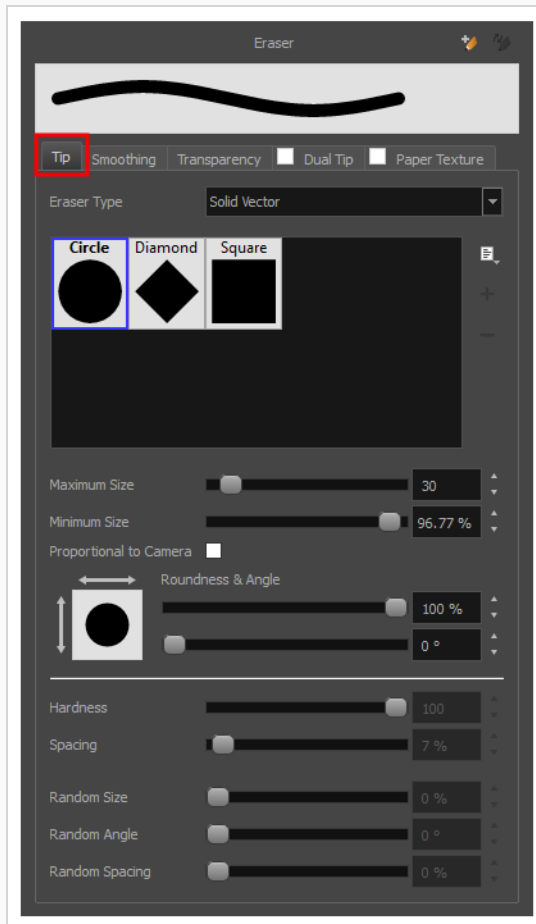 Eraser
Tip Smoothing Transparency Dual Tip Paper Texture
Eraser Type Solid Vector
Circle Diamond Square
Maximum Size 30
Minimum Size 96.77 %
Proportional to Camera
Roundness & Angle
100 %
0 °
Hardness 100
Spacing 7 %
Random Size 0 %
Random Angle 0 °
Random Spacing 0 %